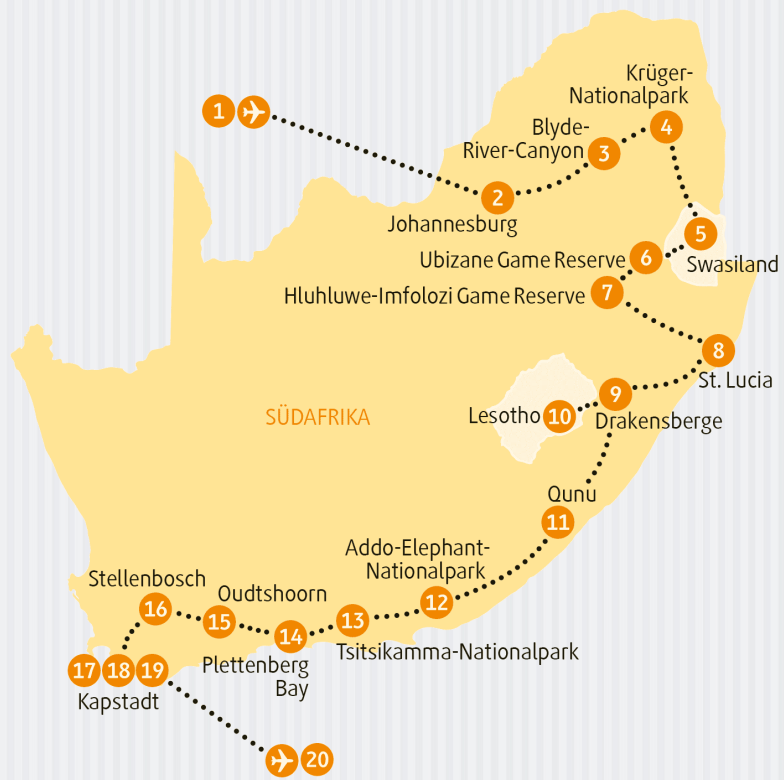 1
Krüger-
Nationalpark
4
Blyde-
River-Canyon
3
2
Johannesburg
5
Swasiland
Ubizane Game Reserve
6
Hluhluwe-Imfolozi Game Reserve
7
8
St. Lucia
9
Drakensberge
Lesotho
10
SÜDAFRIKA
Qunu
11
Addo-Elephant-
Nationalpark
12
13
Tsitsikamma-Nationalpark
14
Plettenberg
Bay
Oudtshoorn
15
Stellenbosch
16
17 18 19
Kapstadt
20